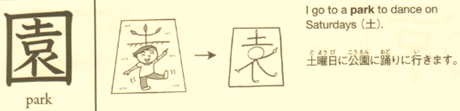 園
park
I go to a park to dance on
Saturdays (土).
土曜日に公園に踊りに行きます。
どようび こうえん おど い